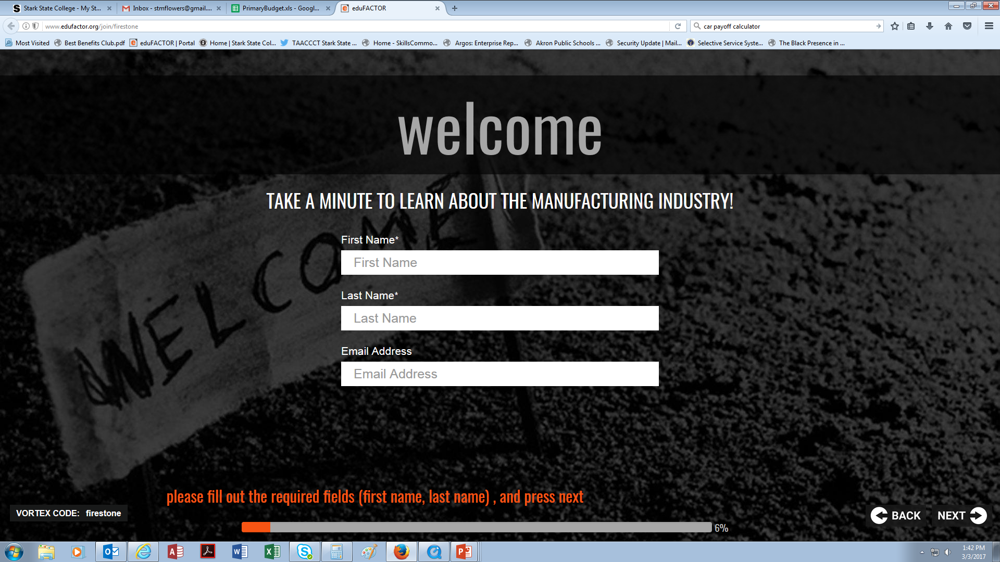 Stark State College - My St...
Inbox - stmflowers@gmail....
PrimaryBudget.xls - Googl...
eduFACTOR
www.edufactor.org/join/firestone
car payoff calculator
Most Visited
Best Benefits Club.pdf
eduFACTOR | Portal
Home | Stark State Col...
TAACCCT Stark State ...
Home - SkillsCommo...
Argos: Enterprise Rep...
Akron Public Schools ...
Security Update | Mail...
Selective Service Syste...
The Black Presence in ...
welcome
TAKE A MINUTE TO LEARN ABOUT THE MANUFACTURING INDUSTRY!
WELCOME
First Name*
First Name
Last Name*
Last Name
Email Address
Email Address
please fill out the required fields (first name, last name) , and press next
VORTEX CODE: firestone
BACK
NEXT
6%
1:42 PM
3/3/2017